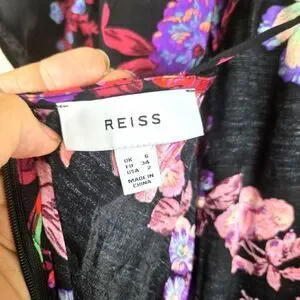 REISS
UK 6
EU 34
USA 2
MADE IN
CHINA